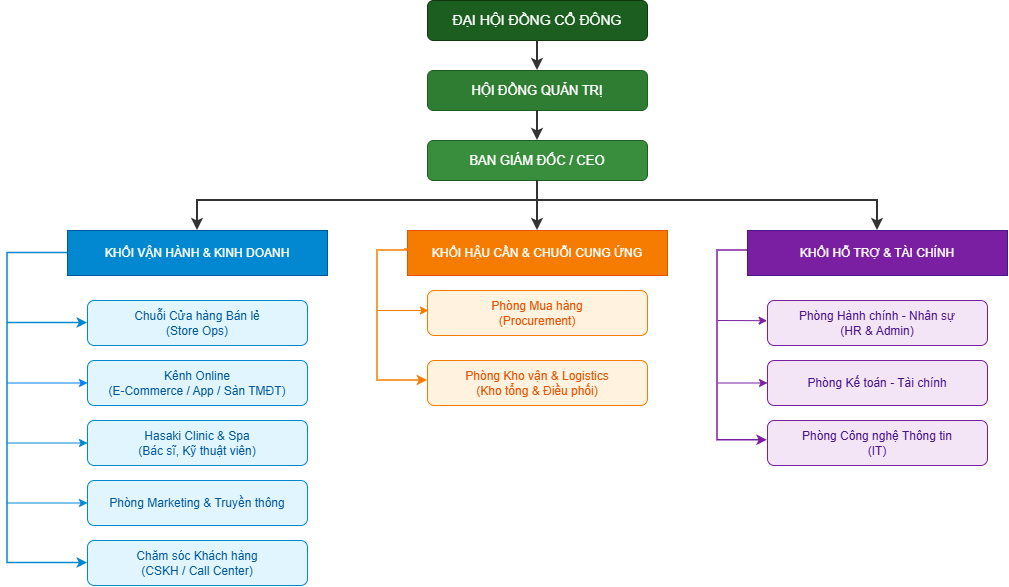 ĐẠI HỘI ĐỒNG CỔ ĐÔNG
HỘI ĐỒNG QUẢN TRỊ
BAN GIÁM ĐỐC / CEO
KHỐI VẬN HÀNH & KINH DOANH
Chuỗi Cửa hàng Bán lẻ
(Store Ops)
Kênh Online
(E-Commerce / App / Sàn TMĐT)
Hasaki Clinic & Spa
(Bác sĩ, Kỹ thuật viên)
Phòng Marketing & Truyền thông
Chăm sóc Khách hàng
(CSKH / Call Center)
KHỐI HẬU CẦN & CHUỖI CUNG ỨNG
Phòng Mua hàng
(Procurement)
Phòng Kho vận & Logistics
(Kho tổng & Điều phối)
KHỐI HỖ TRỢ & TÀI CHÍNH
Phòng Hành chính - Nhân sự
(HR & Admin)
Phòng Kế toán - Tài chính
Phòng Công nghệ Thông tin
(IT)